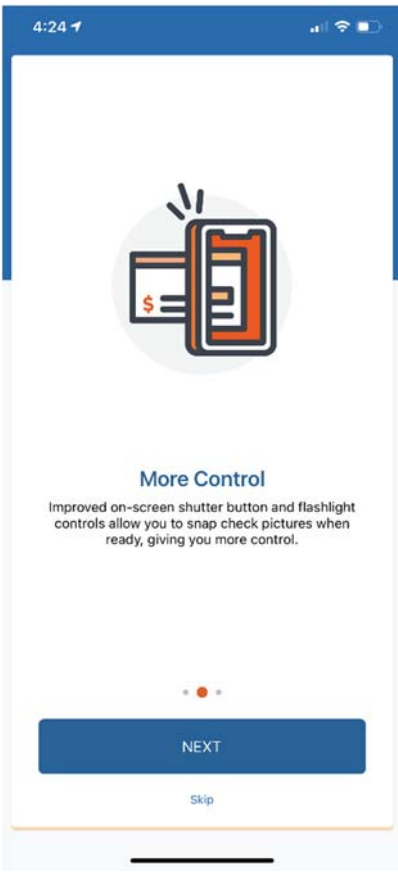 4:24
$
More Control
Improved on-screen shutter button and flashlight
controls allow you to snap check pictures when
ready, giving you more control.
NEXT
Skip